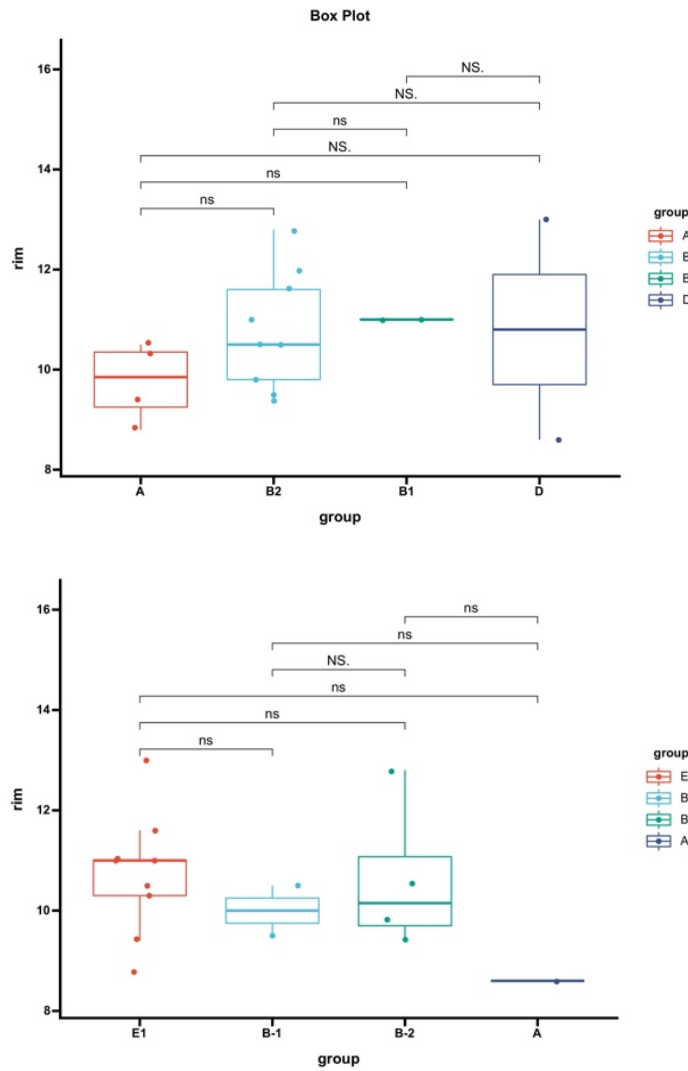 Box Plot
16
NS.
NS.
ns
14
NS.
ns
ns
group
A
B
B
D
rim
12
10
8
A B2 B1 D
group
16
ns
ns
NS.
14
ns
ns
ns
group
E
B
B
A
rim
12
10
8
E1 B-1 B-2 A
group